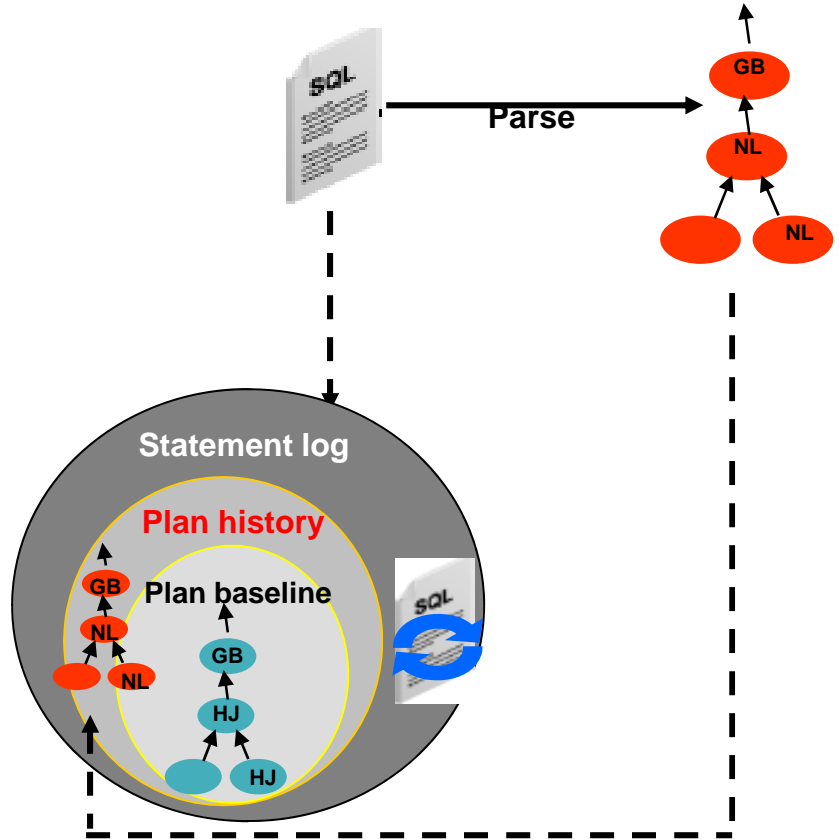 SQL
GB
Parse
NL
NL
Statement log
Plan history
Plan baseline
SQL
GB
NL
NL
GB
HJ
HJ